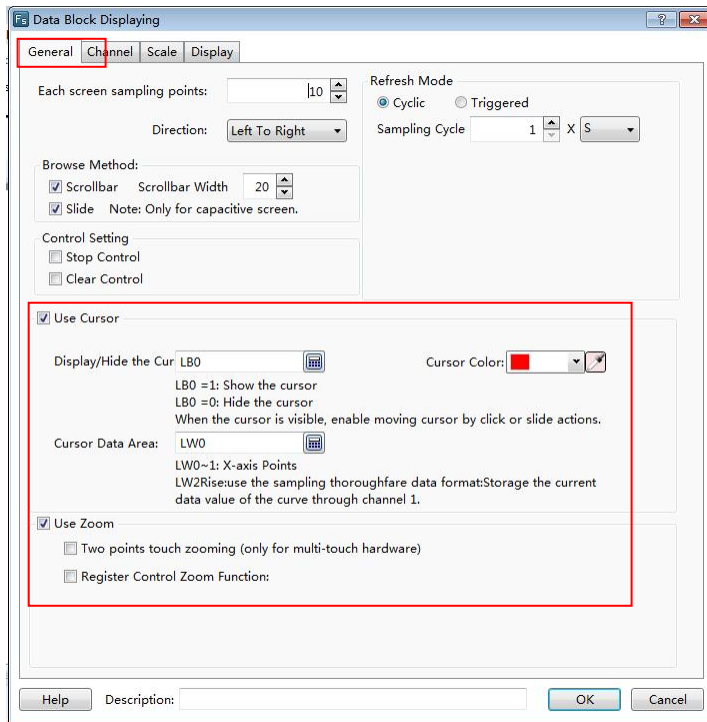 Fs Data Block Displaying ?
General Channel Scale Display
Each screen sampling points: 10
Direction: Left To Right
Refresh Mode
Cyclic Triggered
Sampling Cycle 1 X S
Browse Method:
Scrollbar Scrollbar Width 20
Slide Note: Only for capacitive screen.
Control Setting
Stop Control
Clear Control
Use Cursor
Display/Hide the Cur LB0 Cursor Color:
LB0 =1: Show the cursor
LB0 =0: Hide the cursor
When the cursor is visible, enable moving cursor by click or slide actions.
Cursor Data Area: LW0
LW0~1: X-axis Points
LW2Rise:use the sampling thoroughfare data format:Storage the current
data value of the curve through channel 1.
Use Zoom
Two points touch zooming (only for multi-touch hardware)
Register Control Zoom Function:
Help Description: OK Cancel